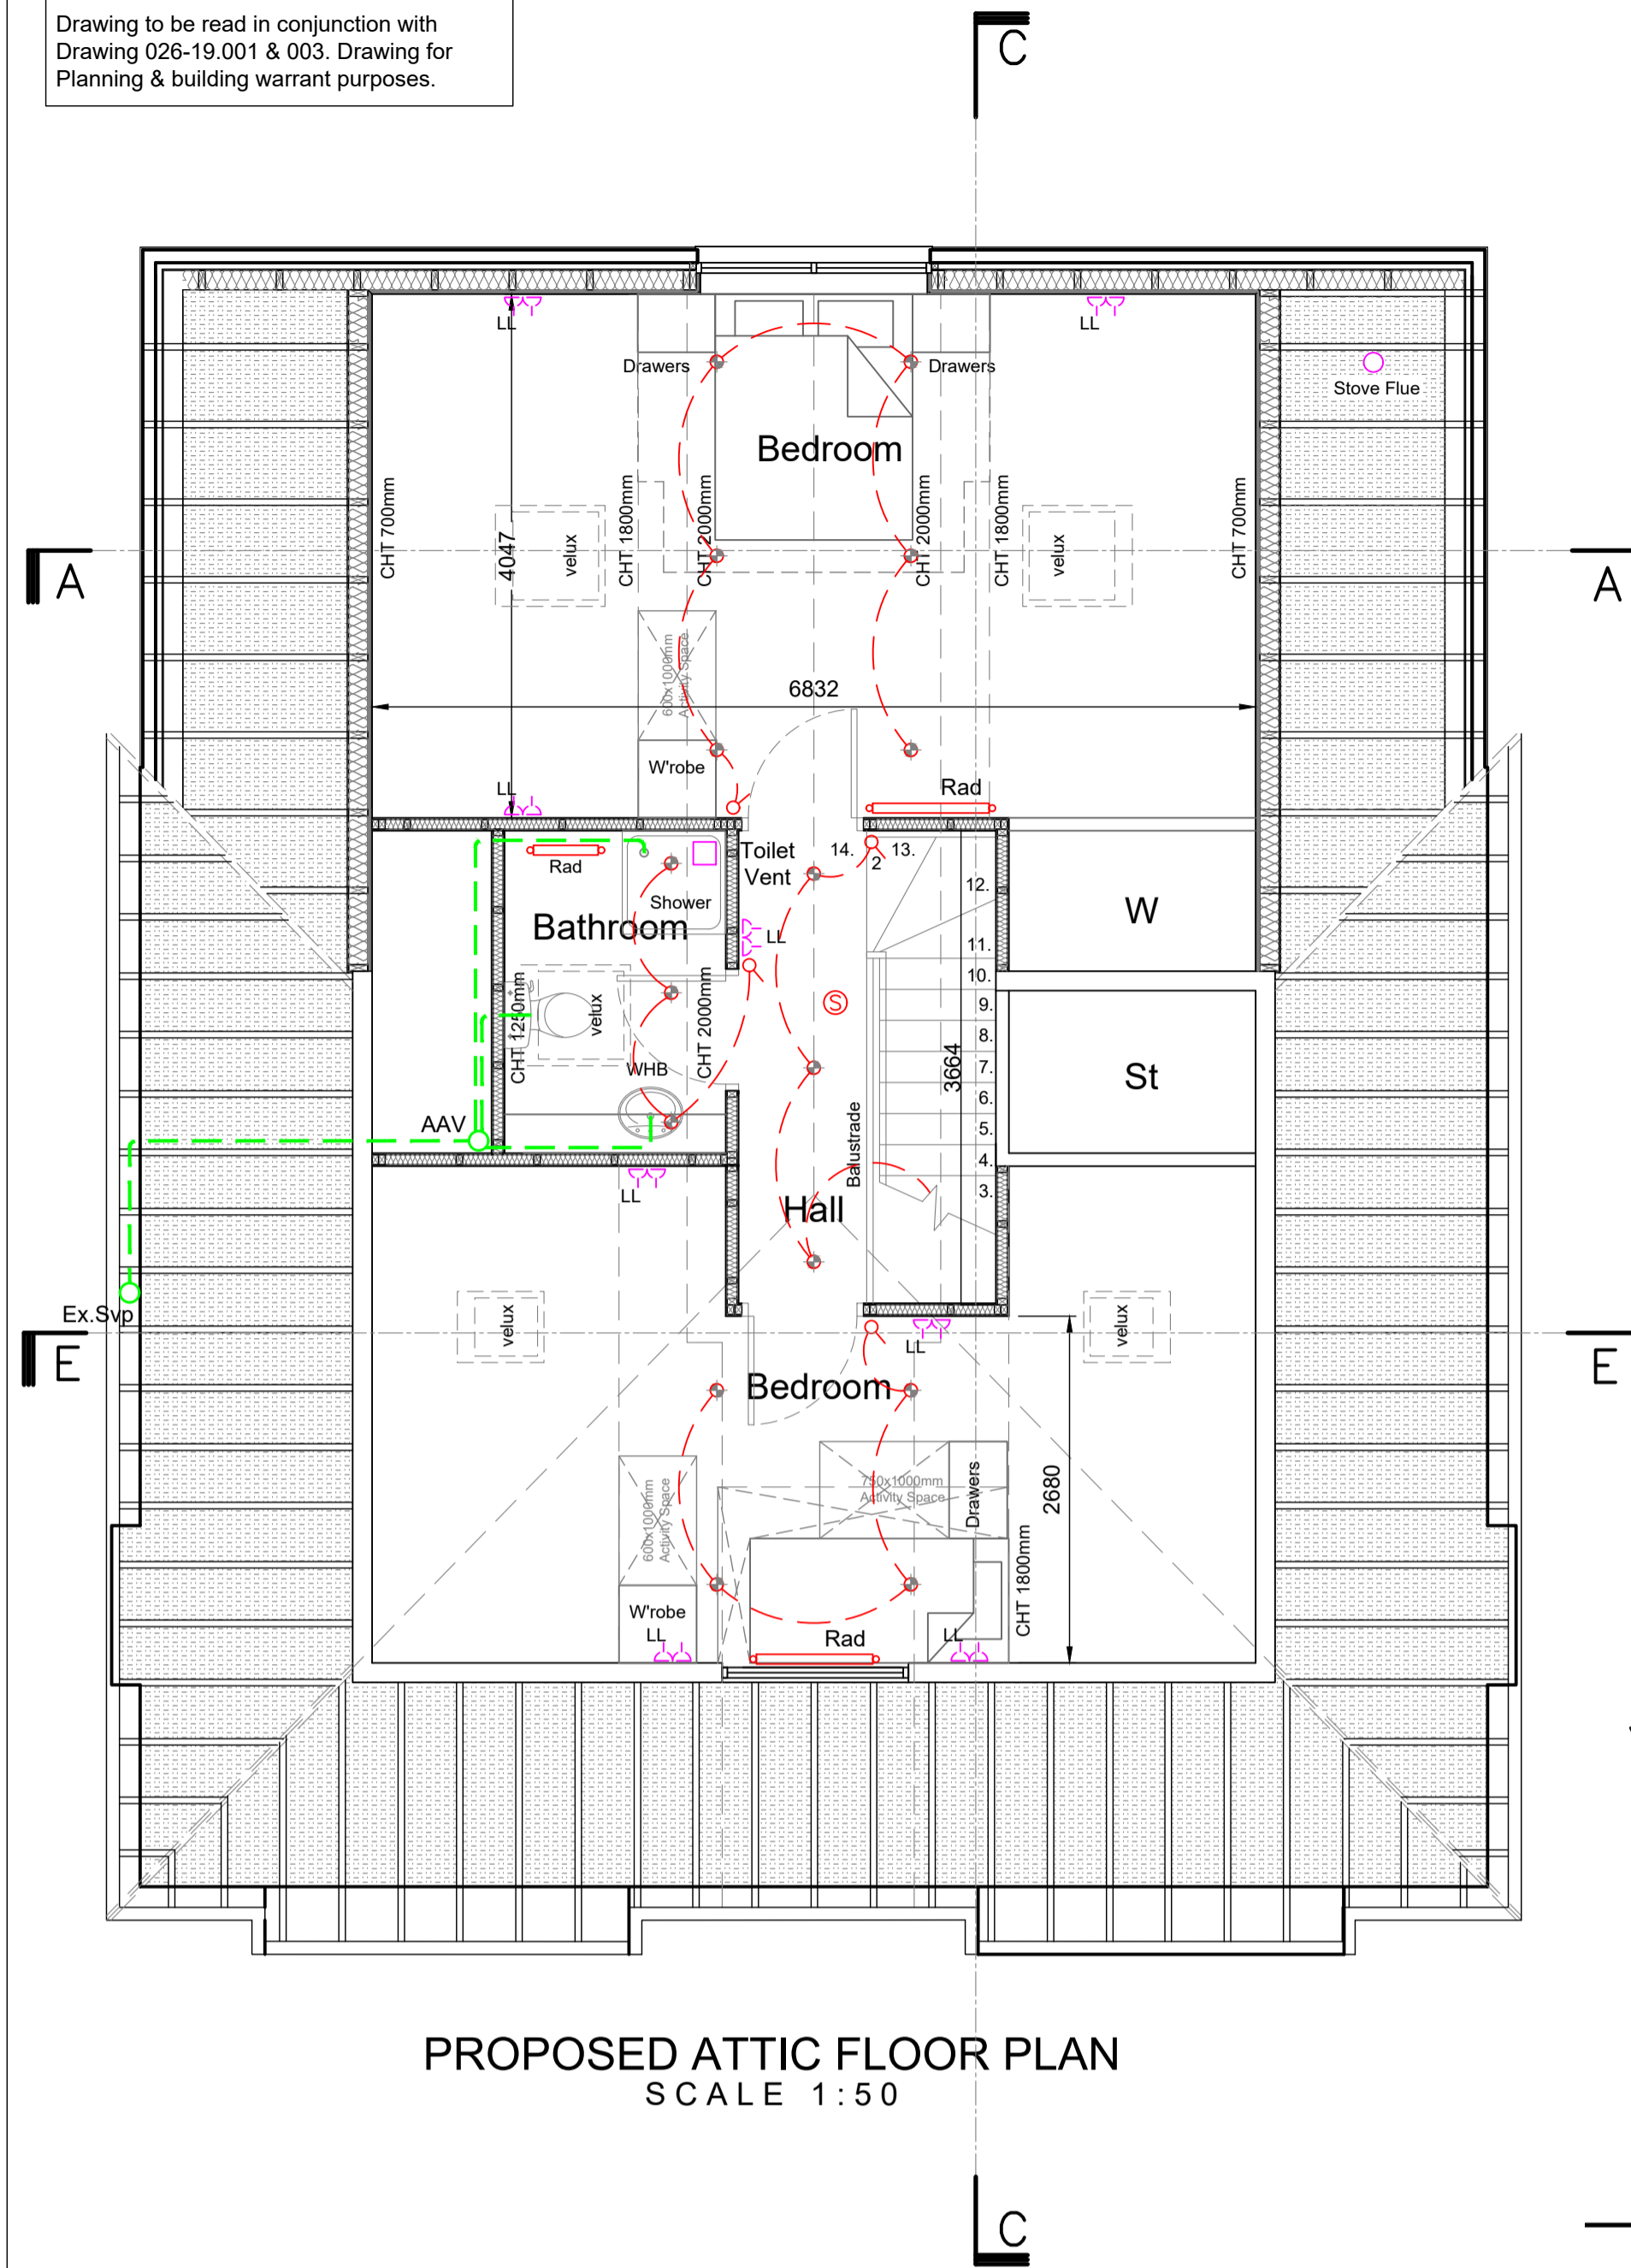 Drawing to be read in conjunction with
Drawing 026-19.001 & 003. Drawing for
Planning & building warrant purposes.
C
LL
LL
Drawers
Drawers
Stove Flue
Bedroom
CHT 700mm
4047
velux
CHT 1800mm
CHT 2000mm
CHT 2000mm
CHT 1800mm
velux
CHT 700mm
A
A
600x1000mm
Activity Space
6832
W'robe
LL
Rad
Rad
Toilet
Vent
14.
2
13.
12.
Shower
Bathroom
W
LL
11.
10.
S
9.
8.
7.
6.
5.
4.
3.
CHT 1250mm
velux
CHT 2000mm
WHB
3664
St
AAV
Balustrade
LL
Hall
Ex.Svp
velux
velux
LL
E
E
Bedroom
750x1000mm
Activity Space
Drawers
2680
600x1000mm
Activity Space
CHT 1800mm
W'robe
LL
Rad
LL
PROPOSED ATTIC FLOOR PLAN
SCALE 1:50
C